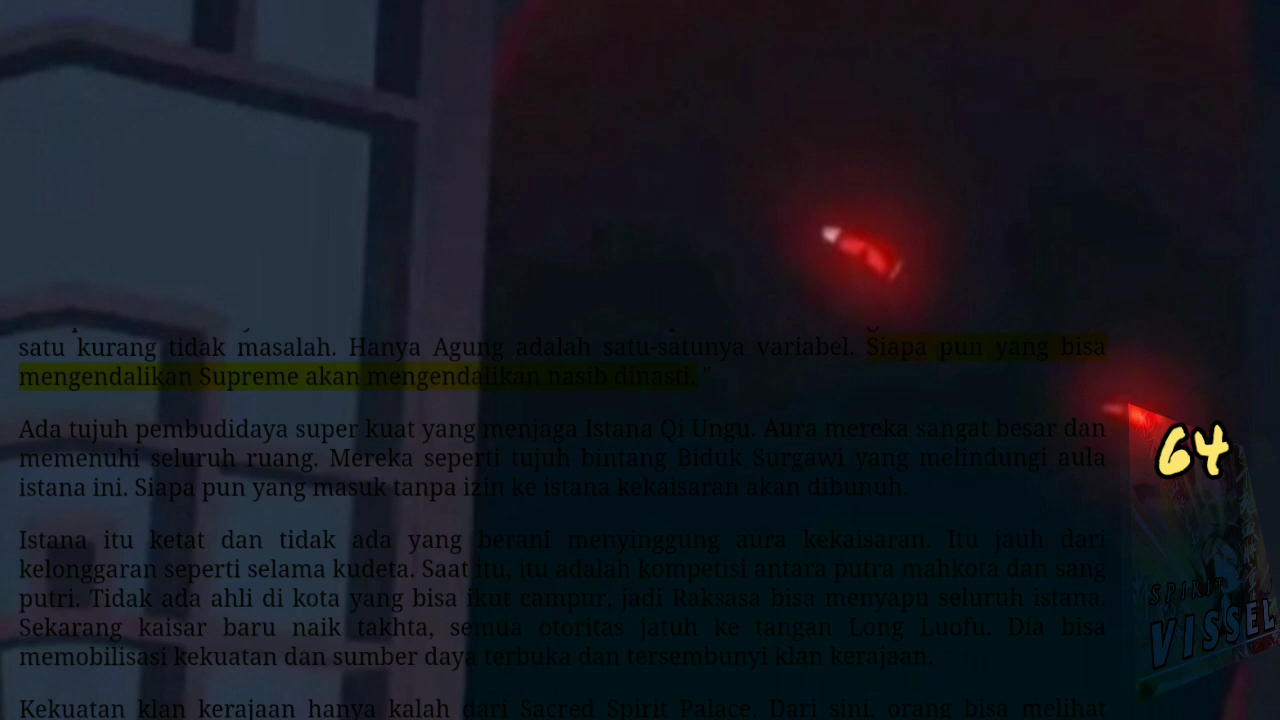 satu kurang tidak masalah. Hanya Agung adalah satu-satunya variabel. Siapa pun yang bisa
mengendalikan Supreme akan mengendalikan nasib dinasti. "
Ada tujuh pembudidaya super kuat yang menjaga Istana Qi Ungu. Aura mereka sangat besar dan
memenuhi seluruh ruang. Mereka seperti tujuh bintang Biduk Surgawi yang melindungi aula
istana ini. Siapa pun yang masuk tanpa izin ke istana kekaisaran akan dibunuh.
Istana itu ketat dan tidak ada yang berani menyinggung aura kekaisaran. Itu jauh dari
kelonggaran seperti selama kudeta. Saat itu, itu adalah kompetisi antara putra mahkota dan sang
putri. Tidak ada ahli di kota yang bisa ikut campur, jadi Raksasa bisa menyapu seluruh istana.
Sekarang kaisar baru naik takhta, semua otoritas jatuh ke tangan Long Luofu. Dia bisa
memobilisasi kekuatan dan sumber daya terbuka dan tersembunyi klan kerajaan.
Kekuatan klan kerajaan hanya kalah dari Sacred Spirit Palace. Dari sini, orang bisa melihat
64
SPIRIT
VISSEL